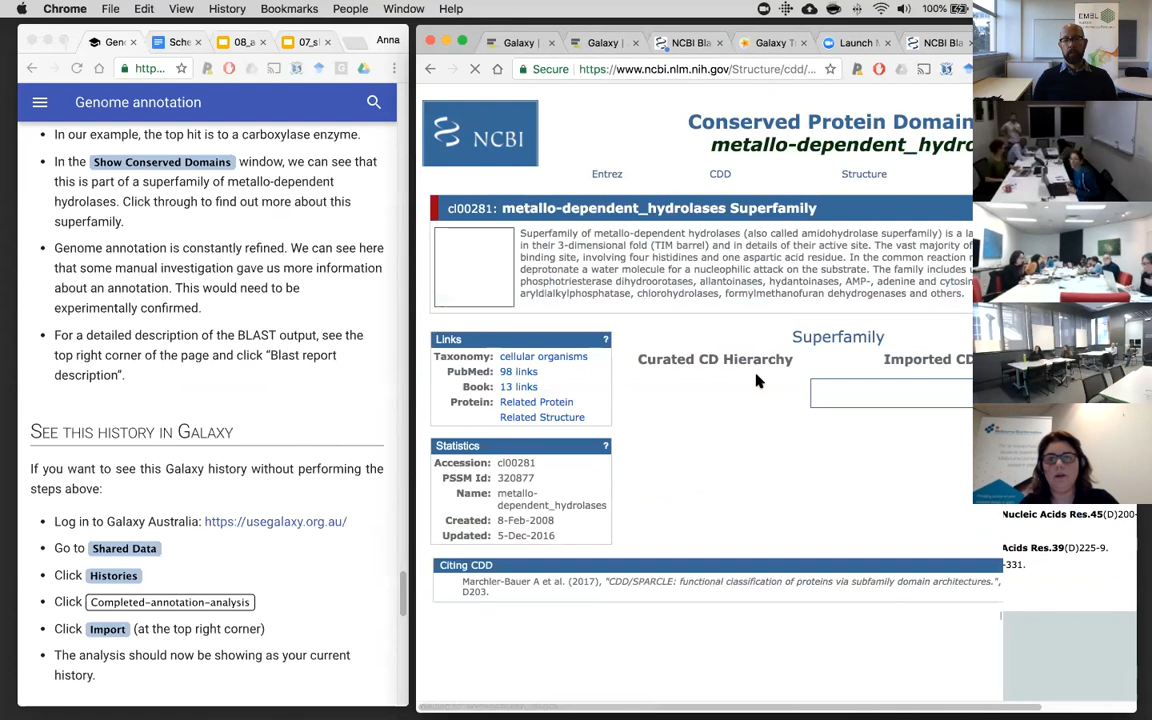 Chrome File Edit View History Bookmarks People Window Help 100%
Geno Sche 08_a 07_s Anna
http...
Genome annotation
• In our example, the top hit is to a carboxylase enzyme.
• In the Show Conserved Domains window, we can see that
this is part of a superfamily of metallo-dependent
hydrolases. Click through to find out more about this
superfamily.
• Genome annotation is constantly refined. We can see here
that some manual investigation gave us more information
about an annotation. This would need to be
experimentally confirmed.
• For a detailed description of the BLAST output, see the
top right corner of the page and click “Blast report
description”.
SEE THIS HISTORY IN GALAXY
If you want to see this Galaxy history without performing the
steps above:
• Log in to Galaxy Australia: https://usegalaxy.org.au/
• Go to Shared Data
• Click Histories
• Click Completed-annotation-analysis
• Click Import (at the top right corner)
• The analysis should now be showing as your current
history.
Galaxy | Galaxy | NCBI Bla Galaxy T Launch M NCBI Bla
Secure https://www.ncbi.nlm.nih.gov/Structure/cdd/...
NCBI
Conserved Protein Domain
metallo-dependent_hydro
Entrez CDD Structure
cl00281: metallo-dependent_hydrolases Superfamily
Superfamily of metallo-dependent hydrolases (also called amidohydrolase superfamily) is a la
in their 3-dimensional fold (TIM barrel) and in details of their active site. The vast majority of
binding site, involving four histidines and one aspartic acid residue. In the common reaction
deprotonate a water molecule for a nucleophilic attack on the substrate. The family includes
phosphotriesterase dihydroorotases, allantoinases, hydantoinases, AMP-, adenine and cytosin
aryldialkylphosphatase, chlorohydrolases, formylmethanofuran dehydrogenases and others.
Links ?
Taxonomy: cellular organisms
PubMed: 98 links
Book: 13 links
Protein: Related Protein
Related Structure
Superfamily
Curated CD Hierarchy Imported CD
Statistics ?
Accession: cl00281
PSSM Id: 320877
Name: metallo-
dependent_hydrolases
Created: 8-Feb-2008
Updated: 5-Dec-2016
Citing CDD
Marchler-Bauer A et al. (2017), "CDD/SPARCLE: functional classification of proteins via subfamily domain architectures.",
D203.
EMBL
Nucleic Acids Res.45(D)200-
Acids Res.39(D)225-9.
-331.